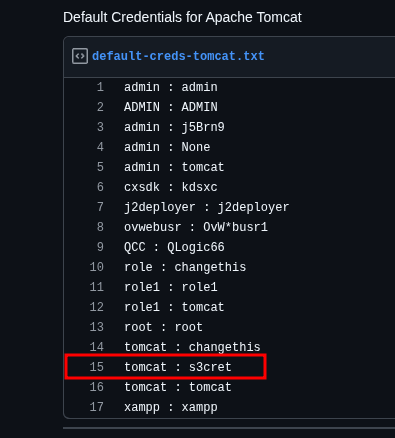 Default Credentials for Apache Tomcat
default-creds-tomcat.txt
1 admin : admin
2 ADMIN : ADMIN
3 admin : j5Brn9
4 admin : None
5 admin : tomcat
6 cxsdk : kdsxc
7 j2deployer : j2deployer
8 ovwebusr : OvW*busr1
9 QCC : QLogic66
10 role : changethis
11 role1 : role1
12 role1 : tomcat
13 root : root
14 tomcat : changethis
15 tomcat : s3cret
16 tomcat : tomcat
17 xampp : xampp